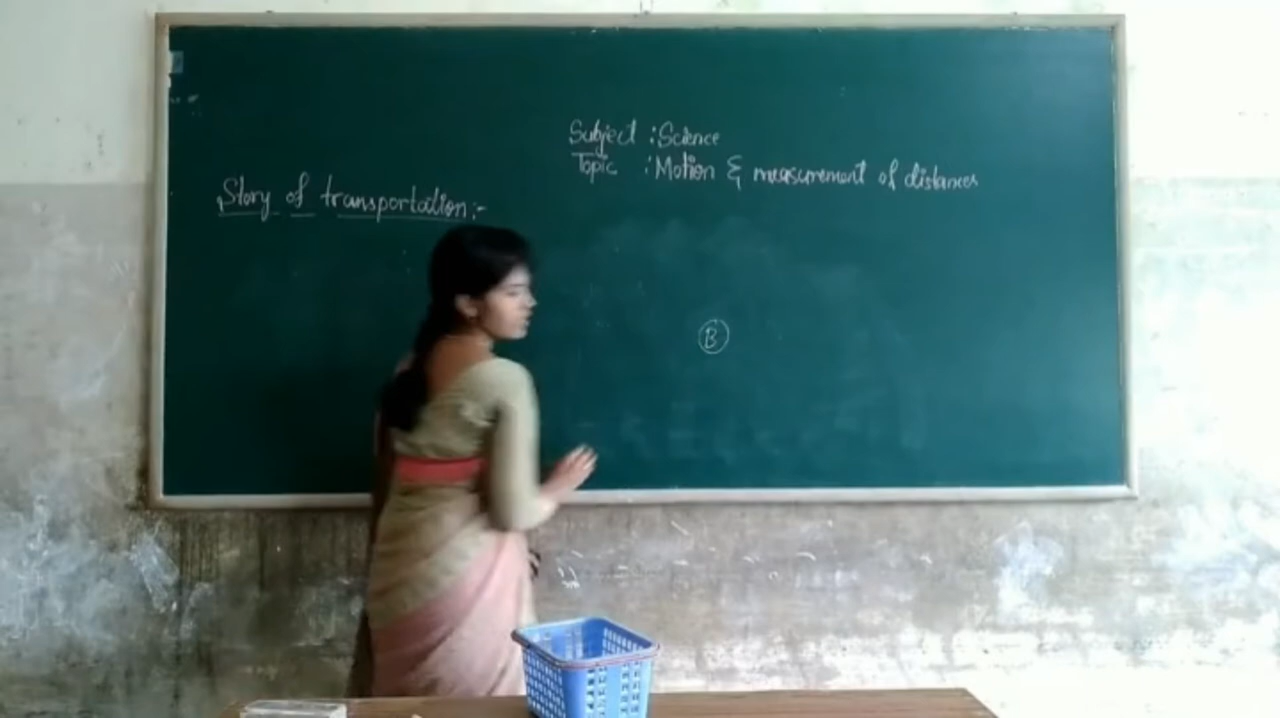 Subject : Science
Topic : Motion & measurement of distances
Story of transportation :-
B